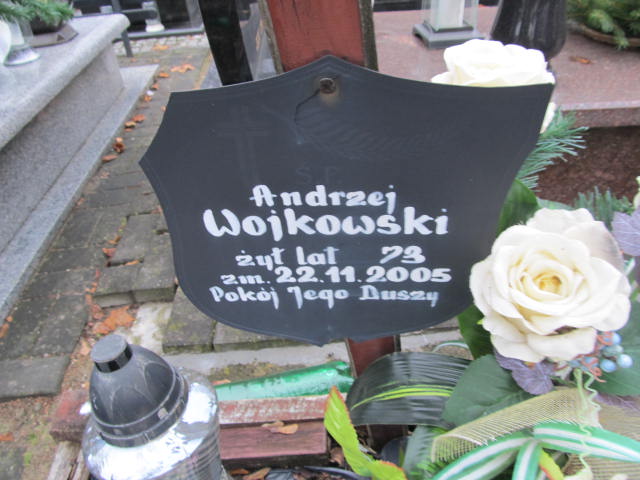 Ś.P.
Andrzej
Wojkowski
żył lat 73
zm. 22.11.2005
Pokój Jego Duszy